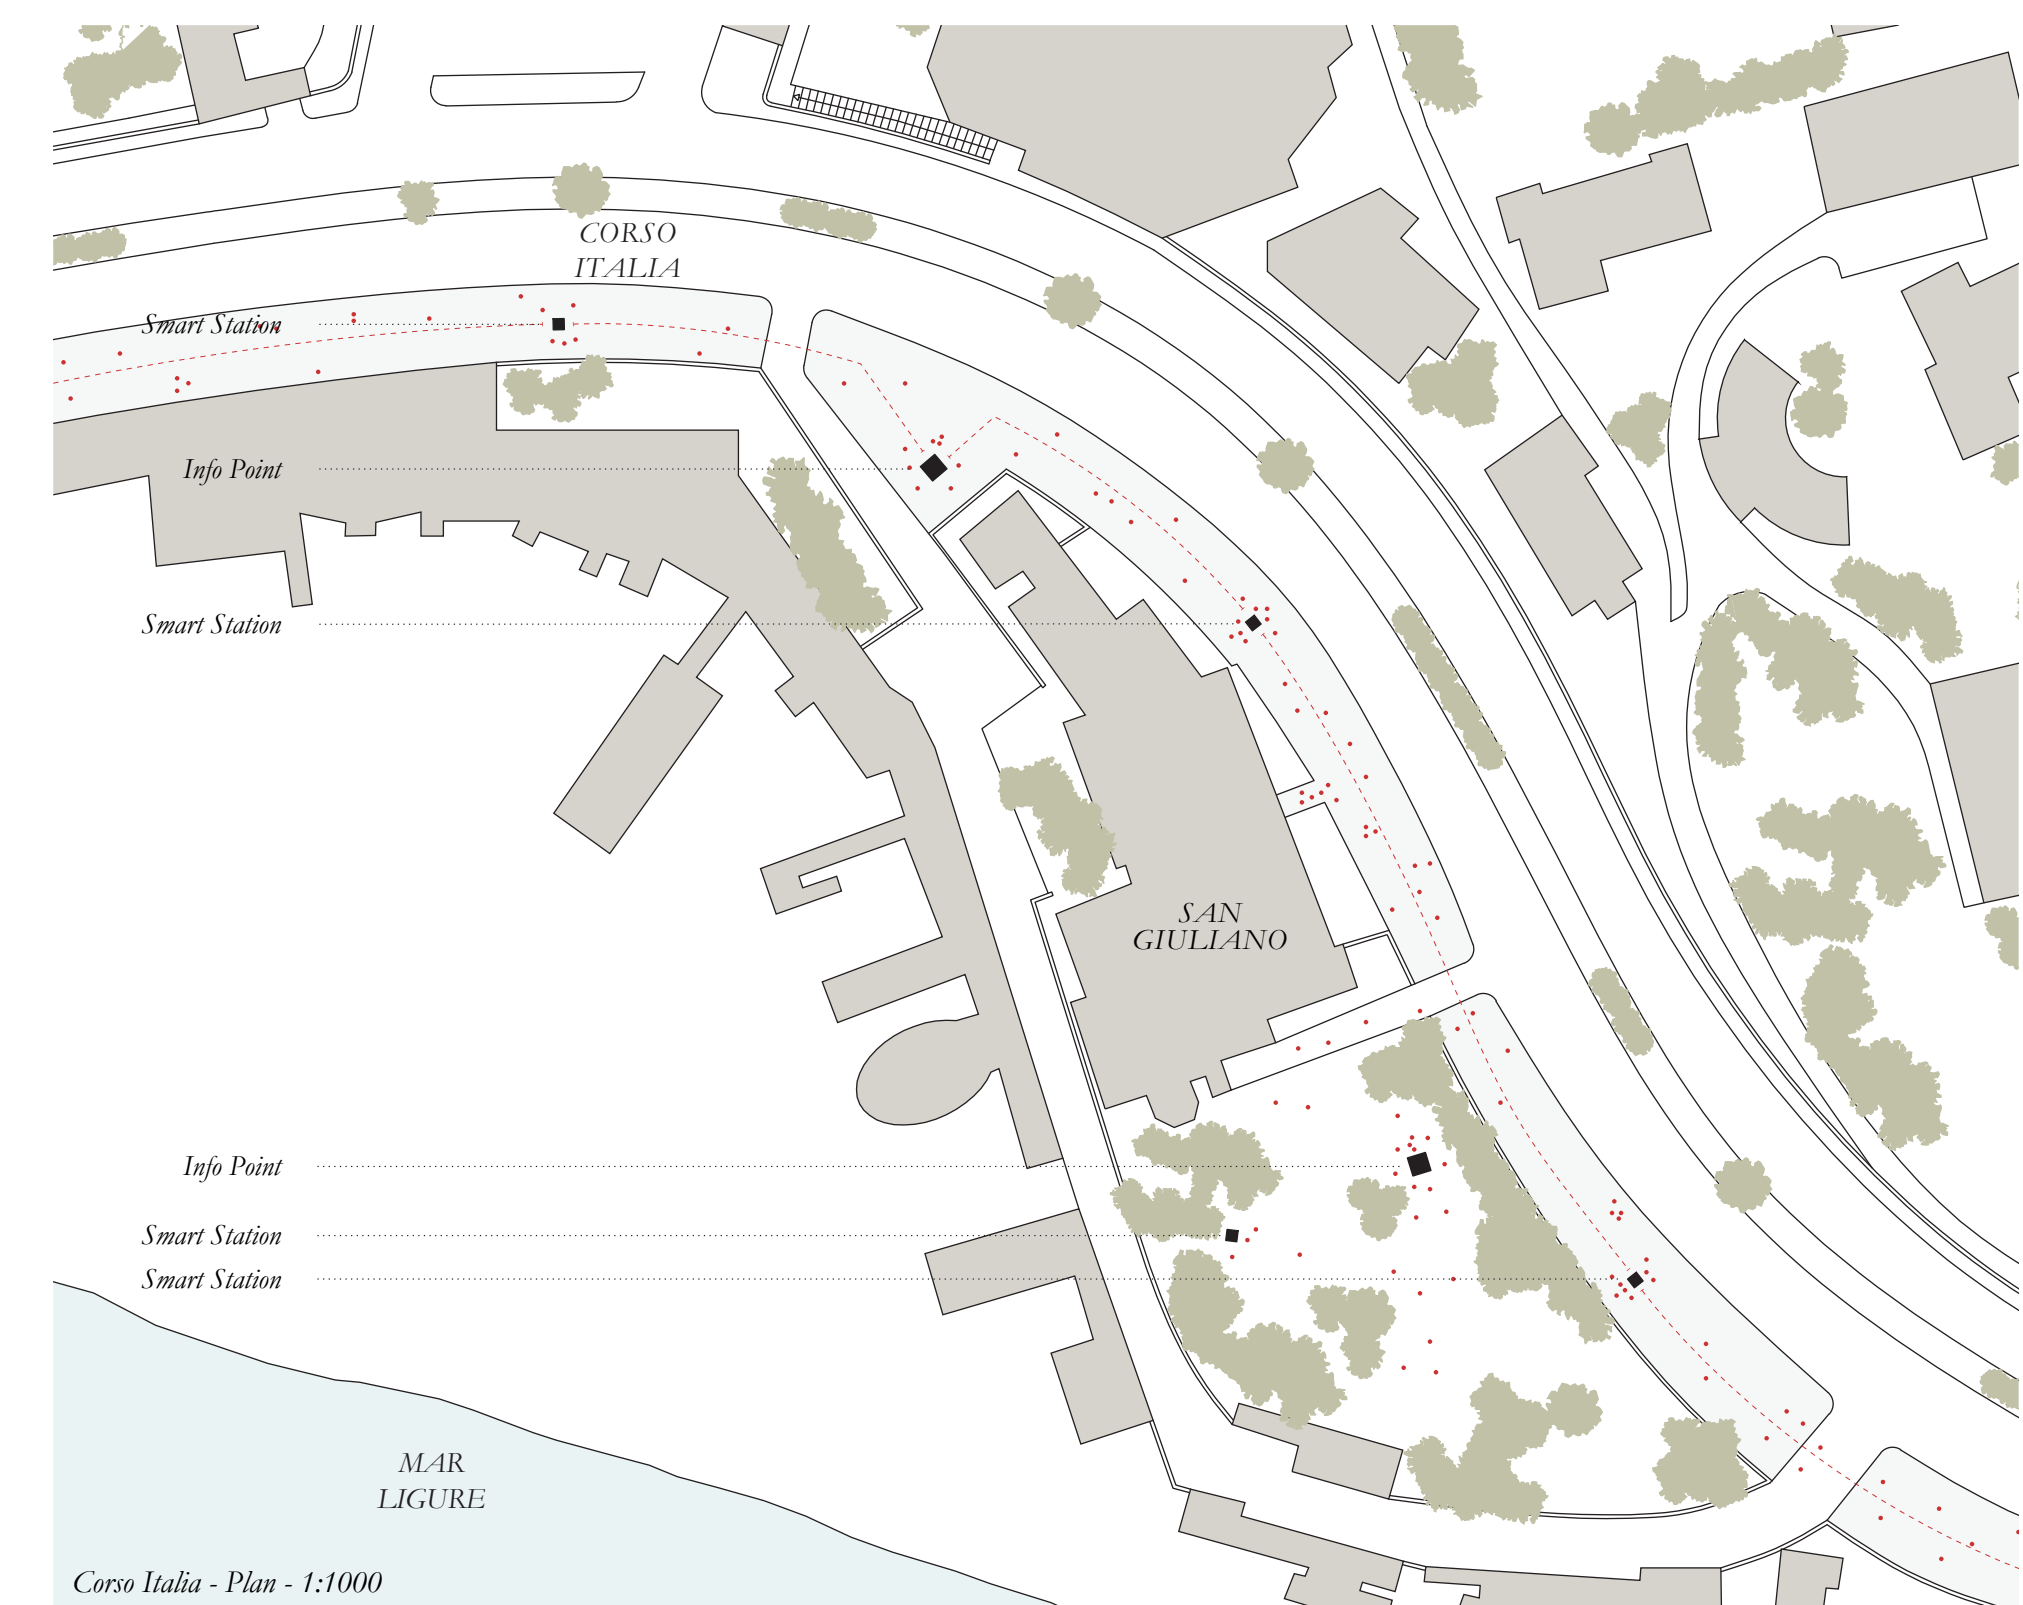 CORSO
ITALIA
Smart Station
Info Point
Smart Station
SAN
GIULIANO
Info Point
Smart Station
Smart Station
MAR
LIGURE
Corso Italia - Plan - 1:1000